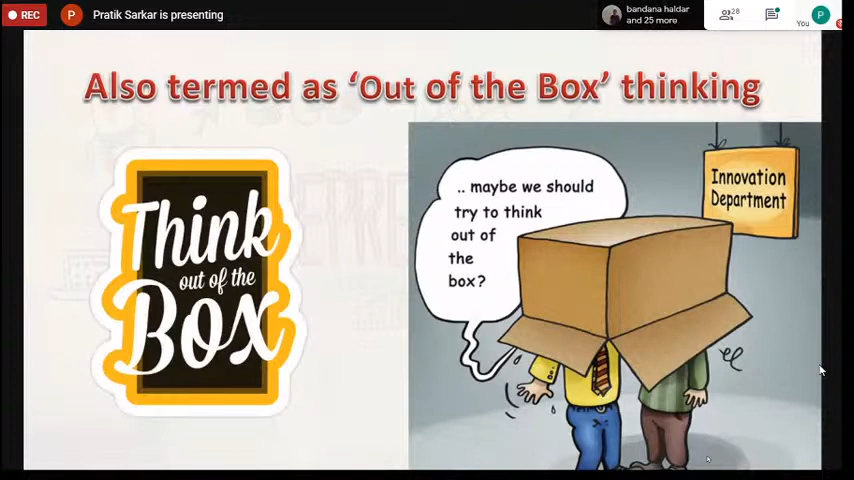 REC
P
Pratik Sarkar is presenting
bandana haldar
and 25 more
28
You
P
Also termed as ‘Out of the Box’ thinking
Think
out of the
Box
.. maybe we should
try to think
out of
the
box?
Innovation
Department